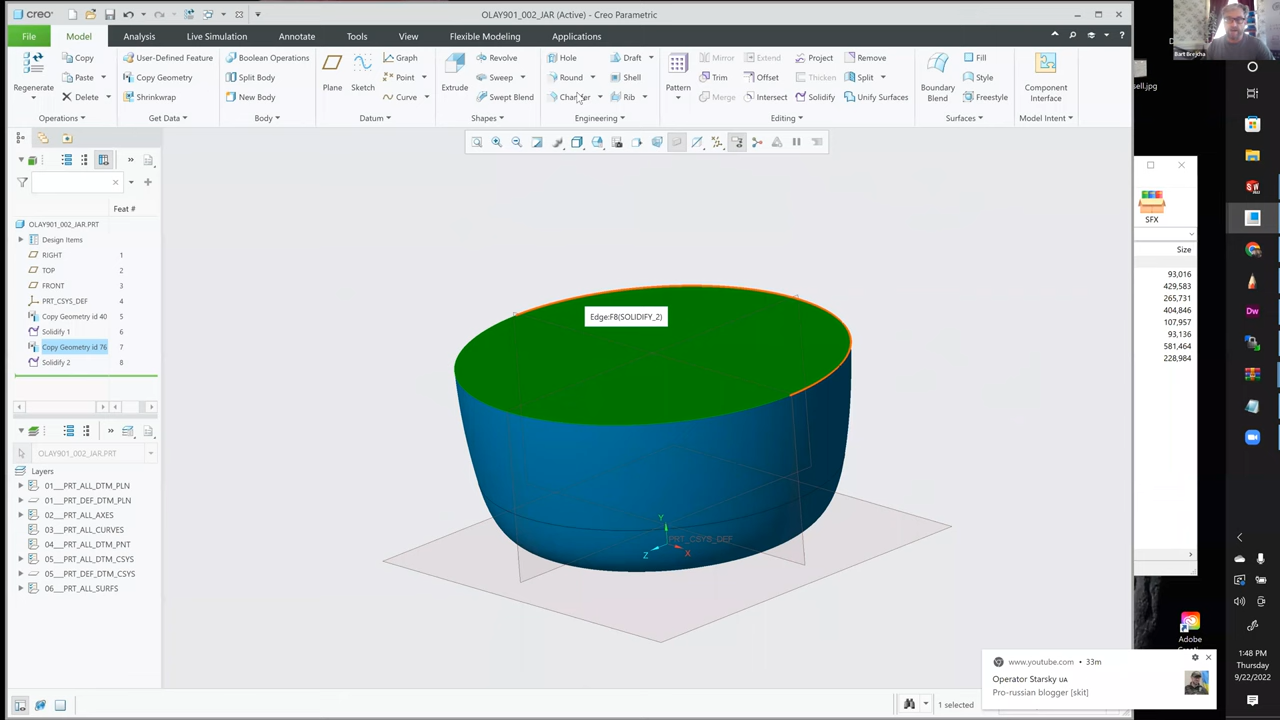 creo
OLAY901_002_JAR (Active) - Creo Parametric
Bart Brejcha
File Model Analysis Live Simulation Annotate Tools View Flexible Modeling Applications
Regenerate
Copy
Paste
Delete
Operations
User-Defined Feature
Copy Geometry
Shrinkwrap
Get Data
Boolean Operations
Split Body
New Body
Body
Plane
Sketch
Graph
Point
Curve
Datum
Extrude
Revolve
Sweep
Swept Blend
Shapes
Hole
Round
Chamfer
Draft
Shell
Rib
Engineering
Pattern
Mirror
Trim
Merge
Extend
Offset
Intersect
Project
Thicken
Solidify
Remove
Split
Unify Surfaces
Editing
Boundary
Blend
Fill
Style
Freestyle
Surfaces
Component
Interface
Model Intent
sell.jpg
SFX
Size
93,016
429,583
265,731
404,846
107,957
93,136
581,464
228,984
Feat #
OLAY901_002_JAR.PRT
Design Items
RIGHT 1
TOP 2
FRONT 3
PRT_CSYS_DEF 4
Copy Geometry id 40 5
Solidify 1 6
Copy Geometry id 76 7
Solidify 2 8
OLAY901_002_JAR.PRT
Layers
01___PRT_ALL_DTM_PLN
01___PRT_DEF_DTM_PLN
02___PRT_ALL_AXES
03___PRT_ALL_CURVES
04___PRT_ALL_DTM_PNT
05___PRT_ALL_DTM_CSYS
05___PRT_DEF_DTM_CSYS
06___PRT_ALL_SURFS
Edge:F8(SOLIDIFY_2)
Y
PRT_CSYS_DEF
Z
X
Adobe
1 selected
www.youtube.com • 33m
Operator Starsky UA
Pro-russian blogger [skit]
1:48 PM
Thursday
9/22/2022